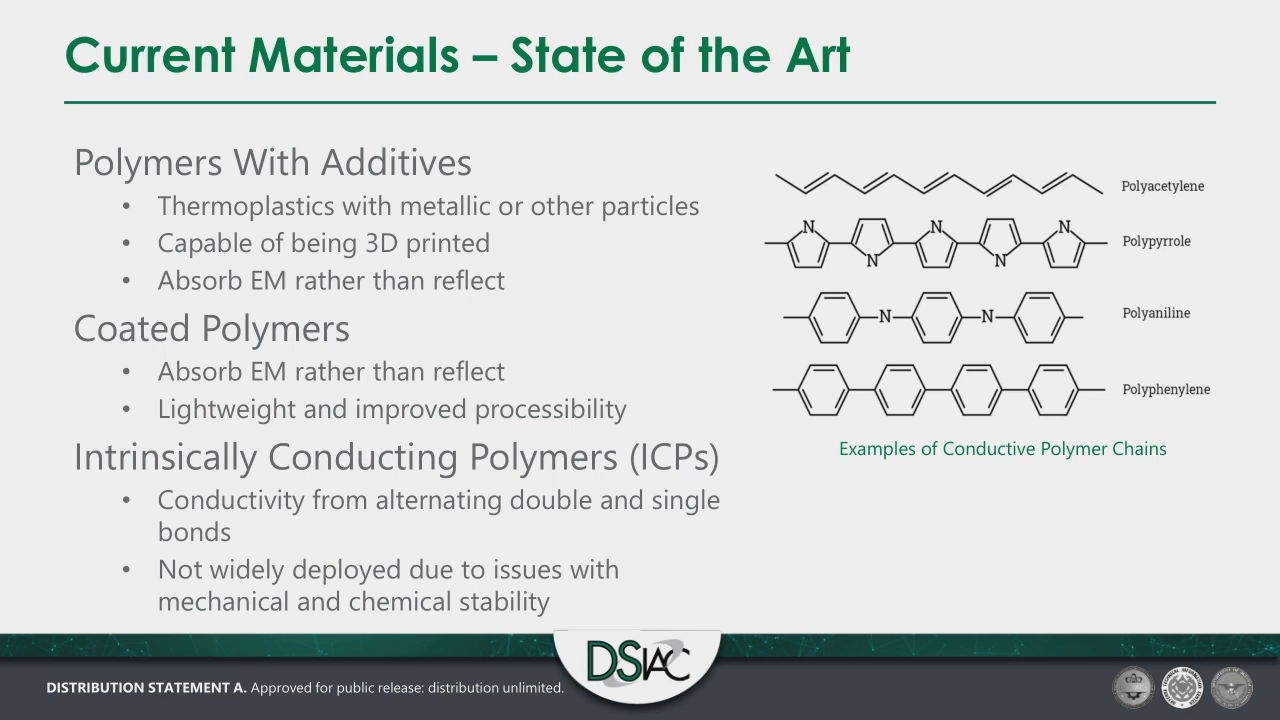 Current Materials – State of the Art
Polymers With Additives
• Thermoplastics with metallic or other particles
• Capable of being 3D printed
• Absorb EM rather than reflect
Coated Polymers
• Absorb EM rather than reflect
• Lightweight and improved processibility
Intrinsically Conducting Polymers (ICPs)
• Conductivity from alternating double and single
bonds
• Not widely deployed due to issues with
mechanical and chemical stability
Polyacetylene
N N N
N N
Polypyrrole
N N
Polyaniline
Polyphenylene
Examples of Conductive Polymer Chains
DISTRIBUTION STATEMENT A. Approved for public release: distribution unlimited.
DSIAC